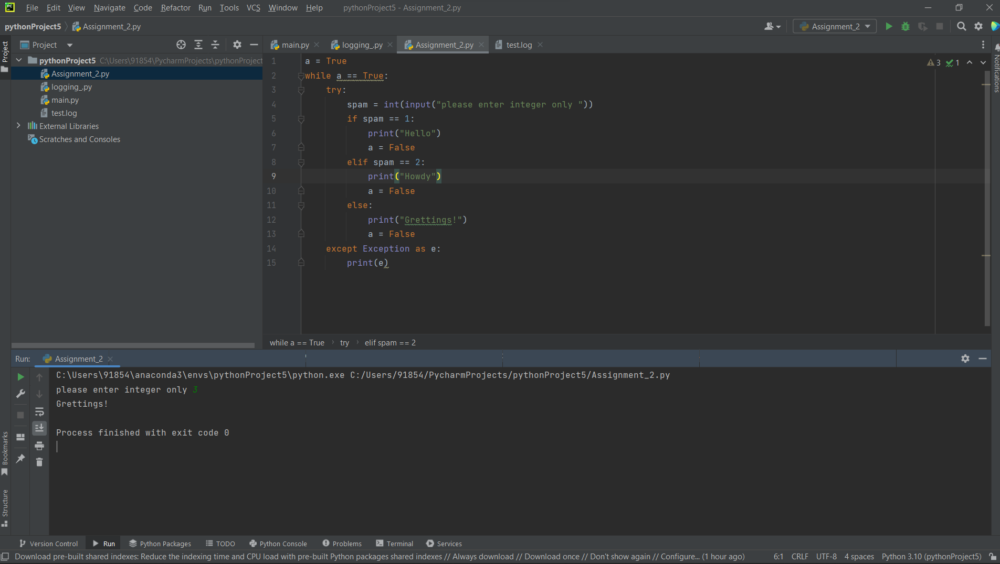 File Edit View Navigate Code Refactor Run Tools VCS Window Help pythonProject5 - Assignment_2.py
pythonProject5 Assignment_2.py Assignment_2
Project
Project
main.py logging_.py Assignment_2.py test.log
pythonProject5 C:\Users\91854\PycharmProjects\pythonProject
Assignment_2.py
logging_.py
main.py
test.log
External Libraries
Scratches and Consoles
1 a = True
2 while a == True:
3 try:
4 spam = int(input("please enter integer only "))
5 if spam == 1:
6 print("Hello")
7 a = False
8 elif spam == 2:
9 print("Howdy")
10 a = False
11 else:
12 print("Grettings!")
13 a = False
14 except Exception as e:
15 print(e)
3 1
Notifications
while a == True try elif spam == 2
Run: Assignment_2
C:\Users\91854\anaconda3\envs\pythonProject5\python.exe C:/Users/91854/PycharmProjects/pythonProject5/Assignment_2.py
please enter integer only 3
Grettings!
Process finished with exit code 0
Bookmarks
Structure
Version Control Run Python Packages TODO Python Console Problems Terminal Services
Download pre-built shared indexes: Reduce the indexing time and CPU load with pre-built Python packages shared indexes // Always download // Download once // Don't show again // Configure... (1 hour ago) 6:1 CRLF UTF-8 4 spaces Python 3.10 (pythonProject5)